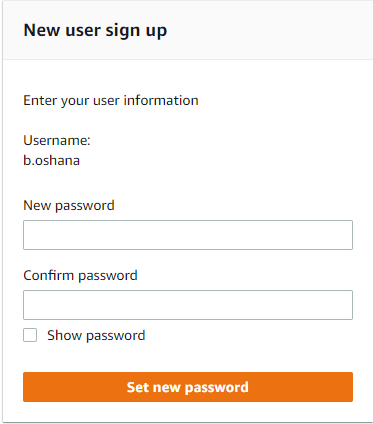 New user sign up
Enter your user information
Username:
b.oshana
New password
Confirm password
Show password
Set new password